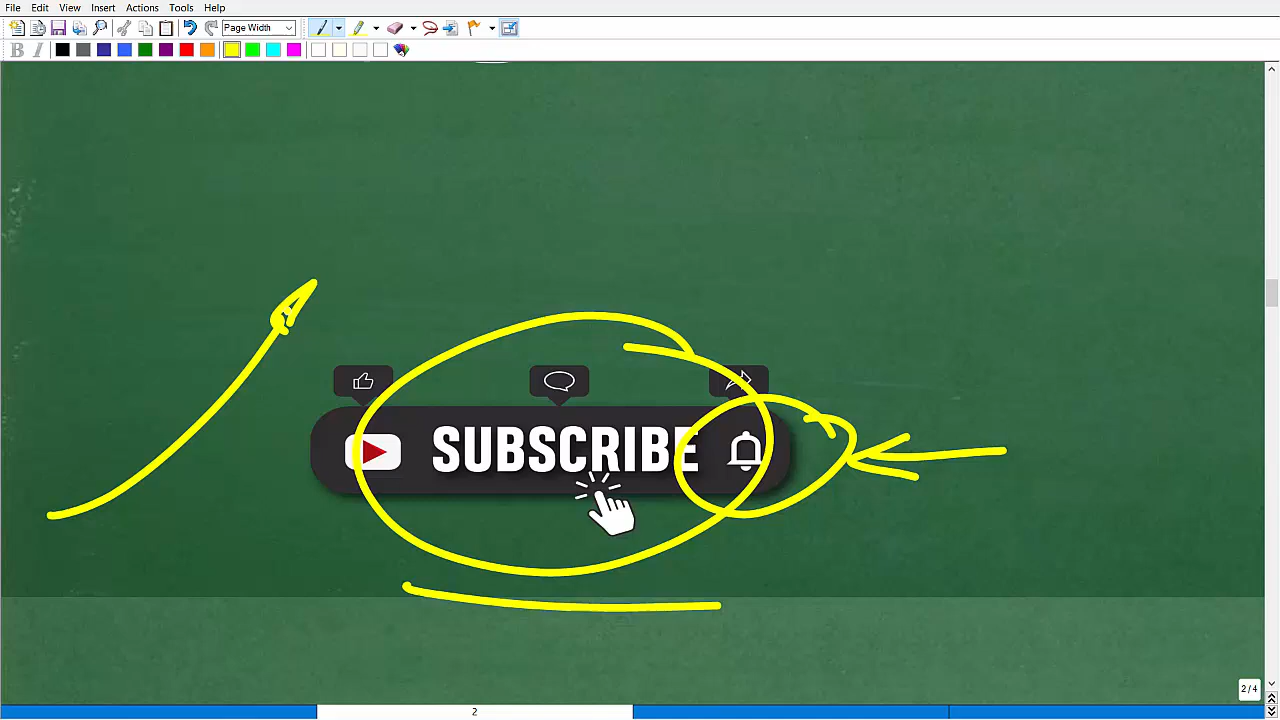 File Edit View Insert Actions Tools Help
Page Width
B I
SUBSCRIBE
2 / 4
2